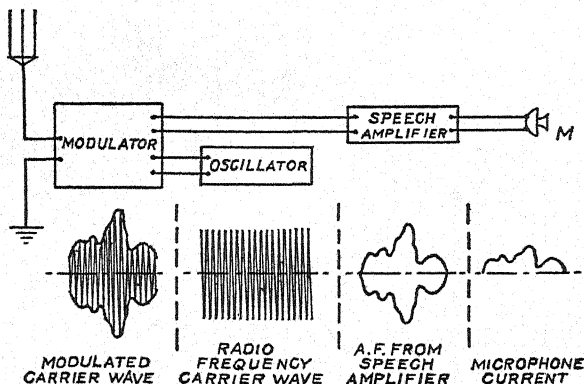 SPEECH
AMPLIFIER
M
MODULATOR
OSCILLATOR
MODULATED
CARRIER WAVE
RADIO
FREQUENCY
CARRIER WAVE
A.F. FROM
SPEECH
AMPLIFIER
MICROPHONE
CURRENT